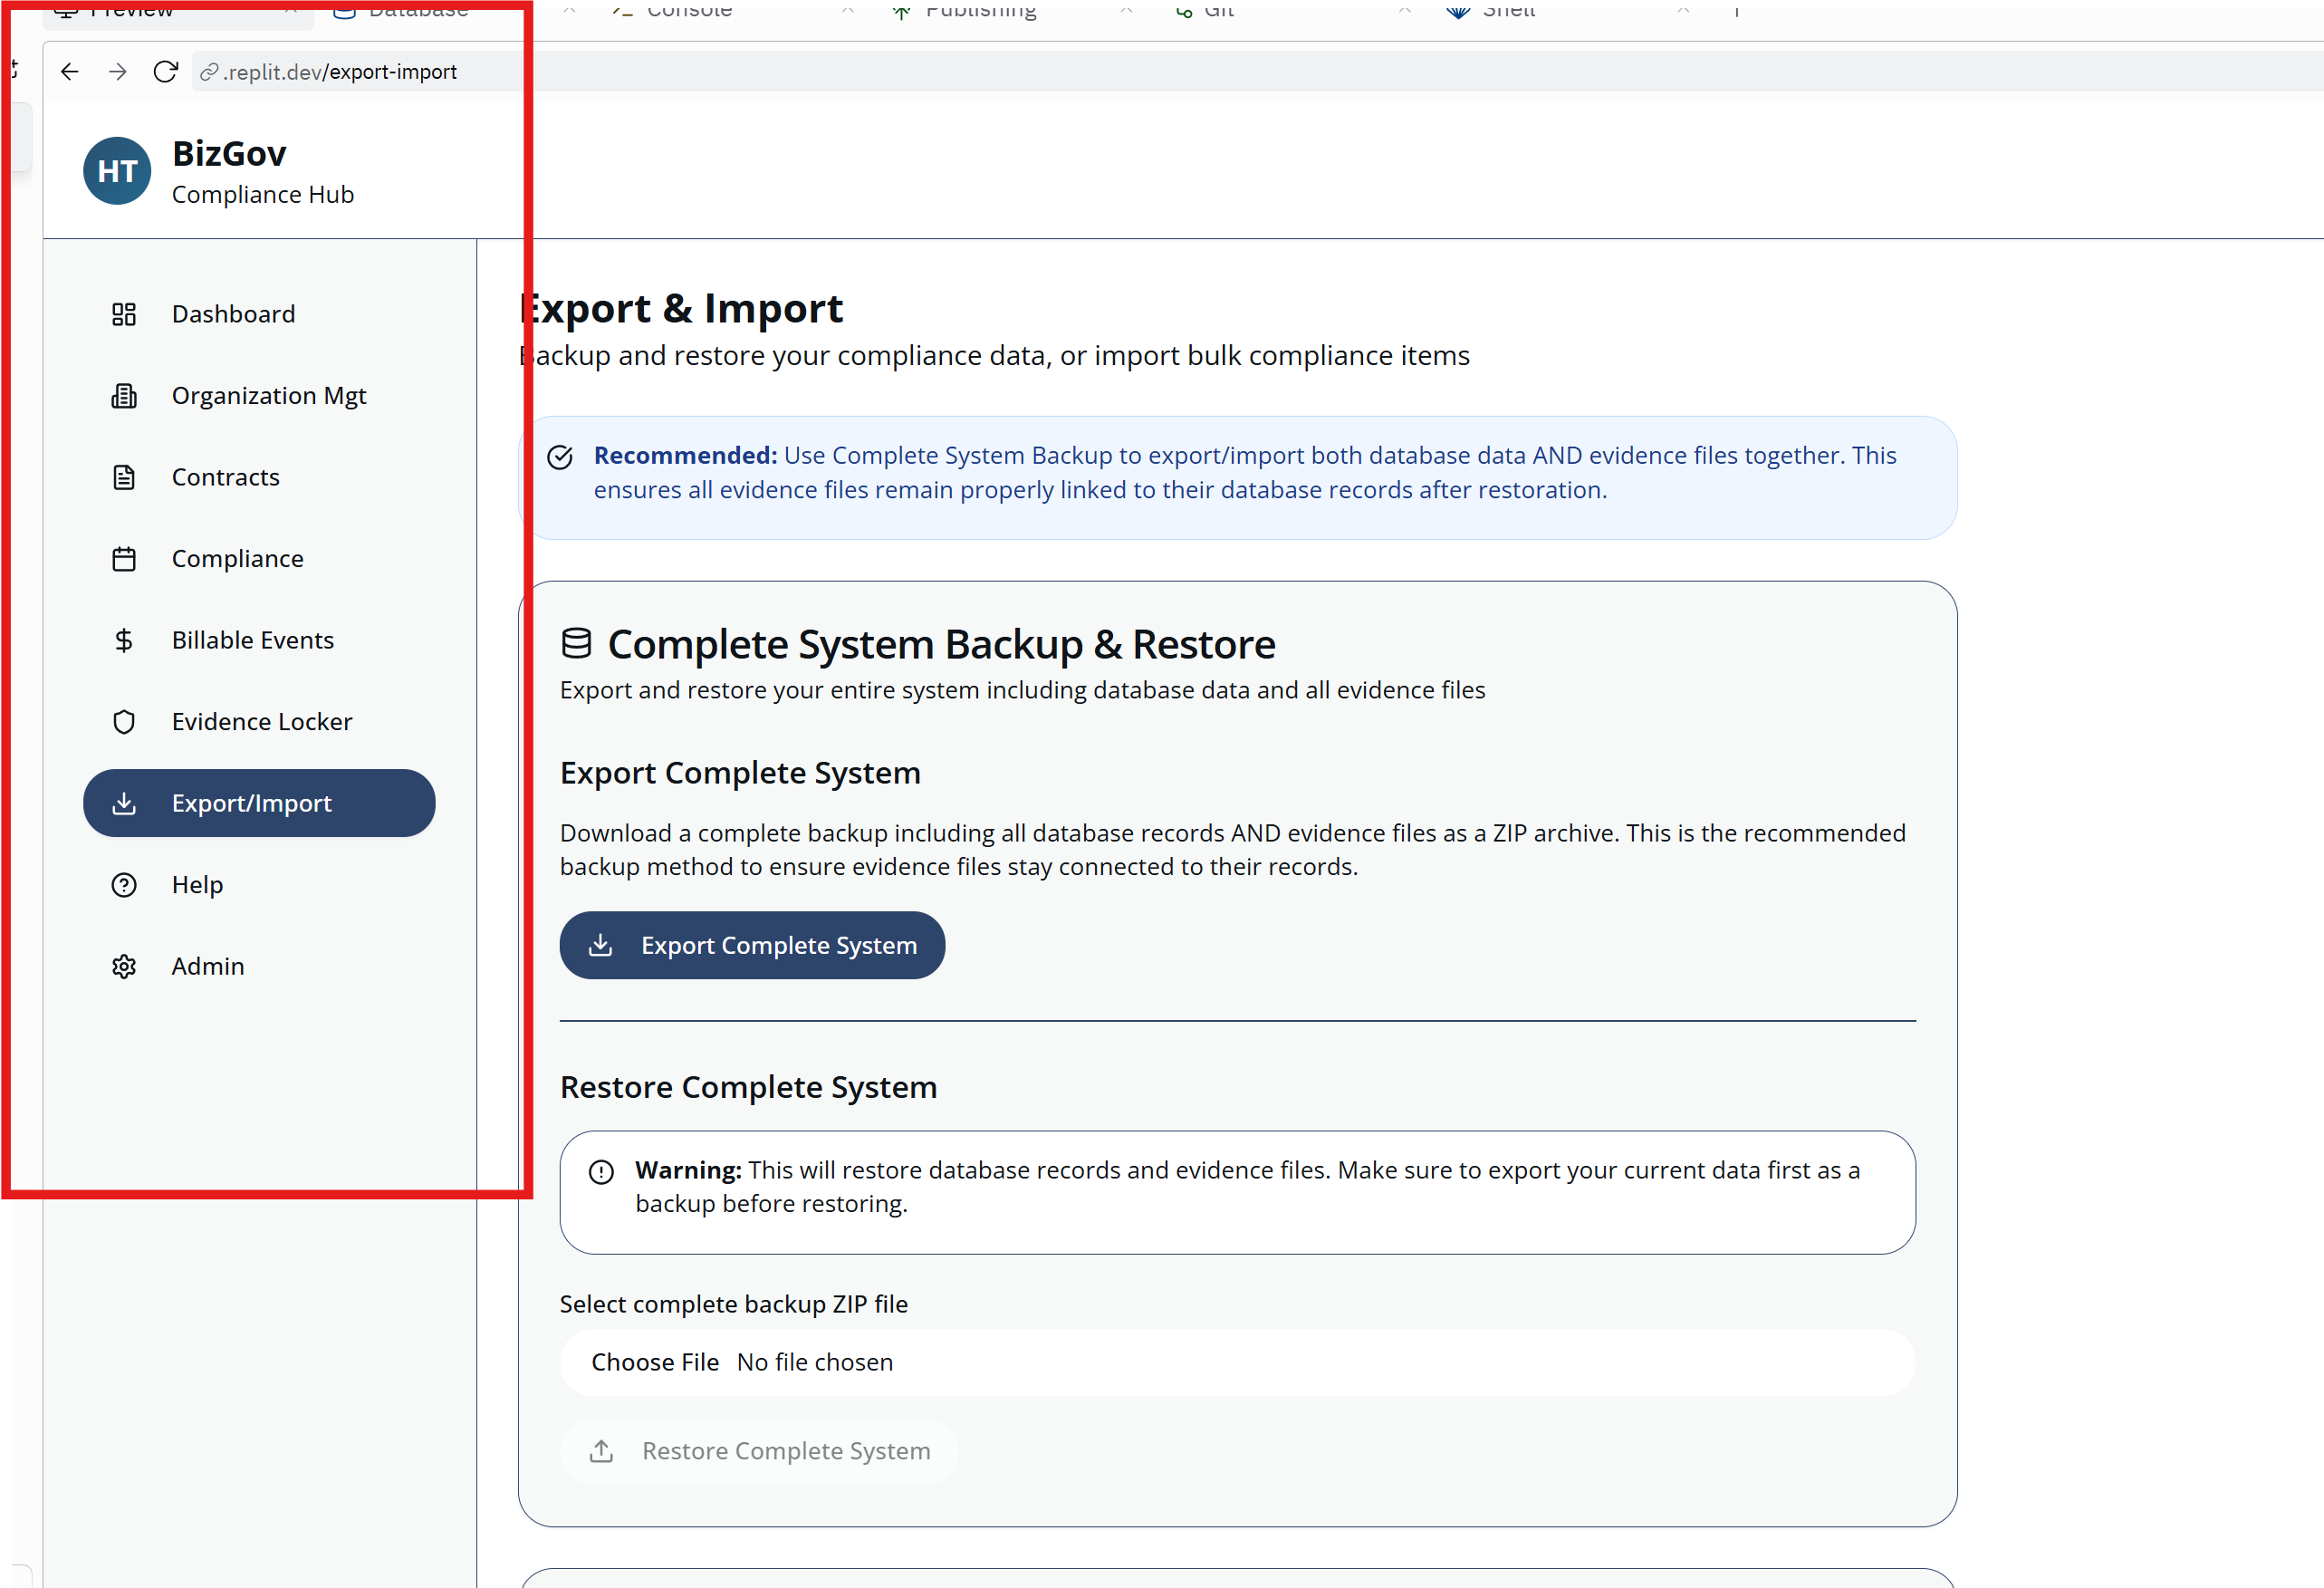 Preview
Database
Console
Publishing
Git
Shell
.replit.dev/export-import
HT
BizGov
Compliance Hub
Dashboard
Organization Mgt
Contracts
Compliance
Billable Events
Evidence Locker
Export/Import
Help
Admin
Export & Import
Backup and restore your compliance data, or import bulk compliance items
Recommended: Use Complete System Backup to export/import both database data AND evidence files together. This
ensures all evidence files remain properly linked to their database records after restoration.
Complete System Backup & Restore
Export and restore your entire system including database data and all evidence files
Export Complete System
Download a complete backup including all database records AND evidence files as a ZIP archive. This is the recommended
backup method to ensure evidence files stay connected to their records.
Export Complete System
Restore Complete System
Warning: This will restore database records and evidence files. Make sure to export your current data first as a
backup before restoring.
Select complete backup ZIP file
Choose File No file chosen
Restore Complete System